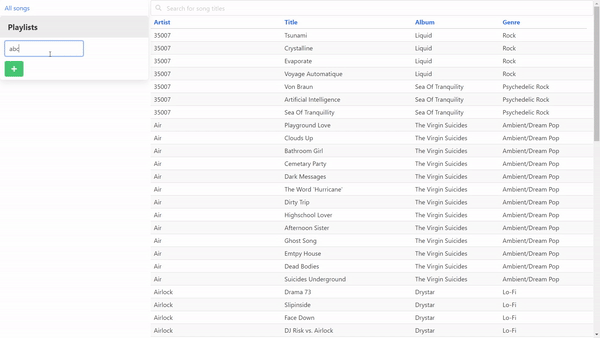 All songs
Playlists
abc
+
Search for song titles
Artist Title Album Genre
35007 Tsunami Liquid Rock
35007 Crystalline Liquid Rock
35007 Evaporate Liquid Rock
35007 Voyage Automatique Liquid Rock
35007 Von Braun Sea Of Tranquility Psychedelic Rock
35007 Artificial Intelligence Sea Of Tranquility Psychedelic Rock
35007 Sea Of Tranquillity Sea Of Tranquility Psychedelic Rock
Air Playground Love The Virgin Suicides Ambient/Dream Pop
Air Clouds Up The Virgin Suicides Ambient/Dream Pop
Air Bathroom Girl The Virgin Suicides Ambient/Dream Pop
Air Cemetary Party The Virgin Suicides Ambient/Dream Pop
Air Dark Messages The Virgin Suicides Ambient/Dream Pop
Air The Word 'Hurricane' The Virgin Suicides Ambient/Dream Pop
Air Dirty Trip The Virgin Suicides Ambient/Dream Pop
Air Highschool Lover The Virgin Suicides Ambient/Dream Pop
Air Afternoon Sister The Virgin Suicides Ambient/Dream Pop
Air Ghost Song The Virgin Suicides Ambient/Dream Pop
Air Emtpy House The Virgin Suicides Ambient/Dream Pop
Air Dead Bodies The Virgin Suicides Ambient/Dream Pop
Air Suicides Underground The Virgin Suicides Ambient/Dream Pop
Airlock Drama 73 Drystar Lo-Fi
Airlock Slipinside Drystar Lo-Fi
Airlock Face Down Drystar Lo-Fi
Airlock DJ Risk vs. Airlock Drystar Lo-Fi